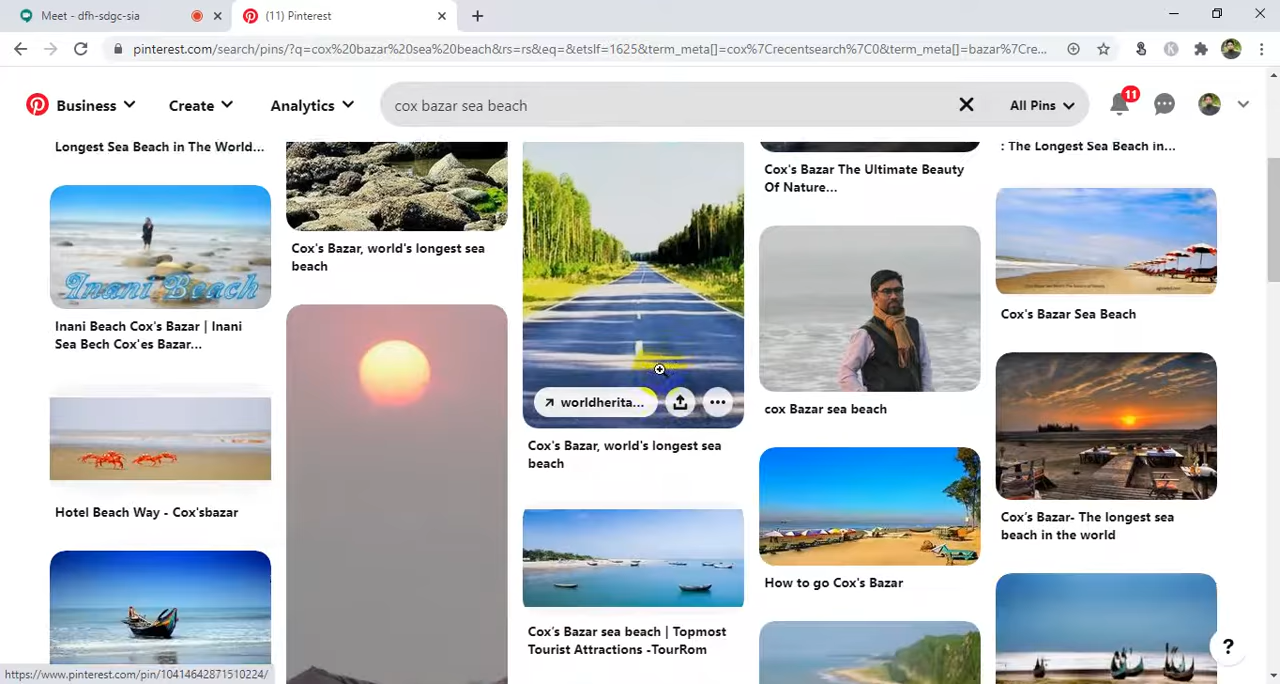 Meet - dfh-sdgc-sia
(11) Pinterest
pinterest.com/search/pins/?q=cox%20bazar%20sea%20beach&rs=rs&eq=&etslf=1625&term_meta[]=cox%7Crecentsearch%7C0&term_meta[]=bazar%7Cre...
Business
Create
Analytics
cox bazar sea beach
All Pins
11
Longest Sea Beach in The World...
Inani Beach
Inani Beach Cox's Bazar | Inani
Sea Bech Cox'es Bazar...
Hotel Beach Way - Cox'sbazar
Cox's Bazar, world's longest sea
beach
worldherita...
Cox's Bazar, world's longest sea
beach
Cox's Bazar sea beach | Topmost
Tourist Attractions -TourRom
Cox's Bazar The Ultimate Beauty
Of Nature...
cox Bazar sea beach
How to go Cox's Bazar
: The Longest Sea Beach in...
Cox's Bazar Sea Beach
Cox's Bazar- The longest sea
beach in the world
?
https://www.pinterest.com/pin/10414642871510224/